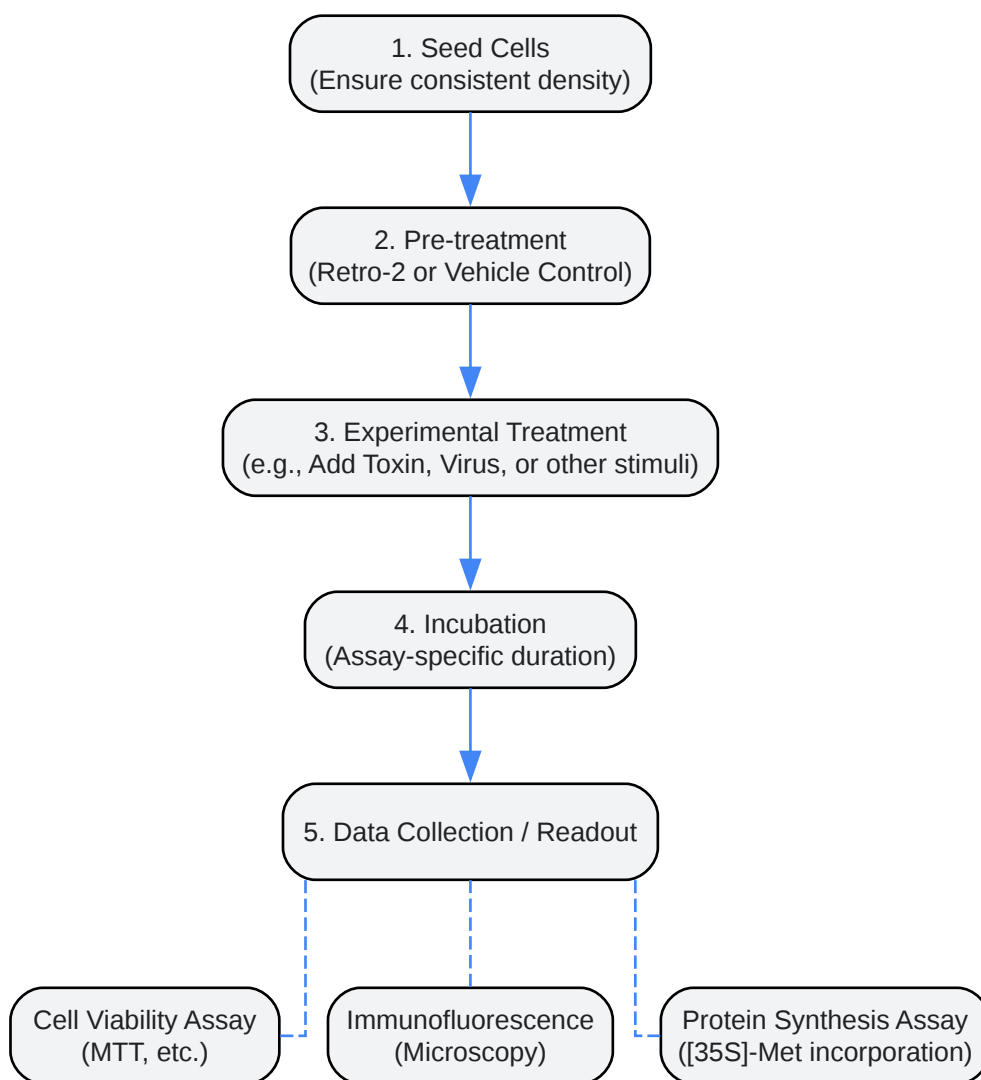 1. Seed Cells
(Ensure consistent density)
2. Pre-treatment
(Retro-2 or Vehicle Control)
3. Experimental Treatment
(e.g., Add Toxin, Virus, or other stimuli)
4. Incubation
(Assay-specific duration)
5. Data Collection / Readout
Cell Viability Assay
(MTT, etc.)
Immunofluorescence
(Microscopy)
Protein Synthesis Assay
([35S]-Met incorporation)